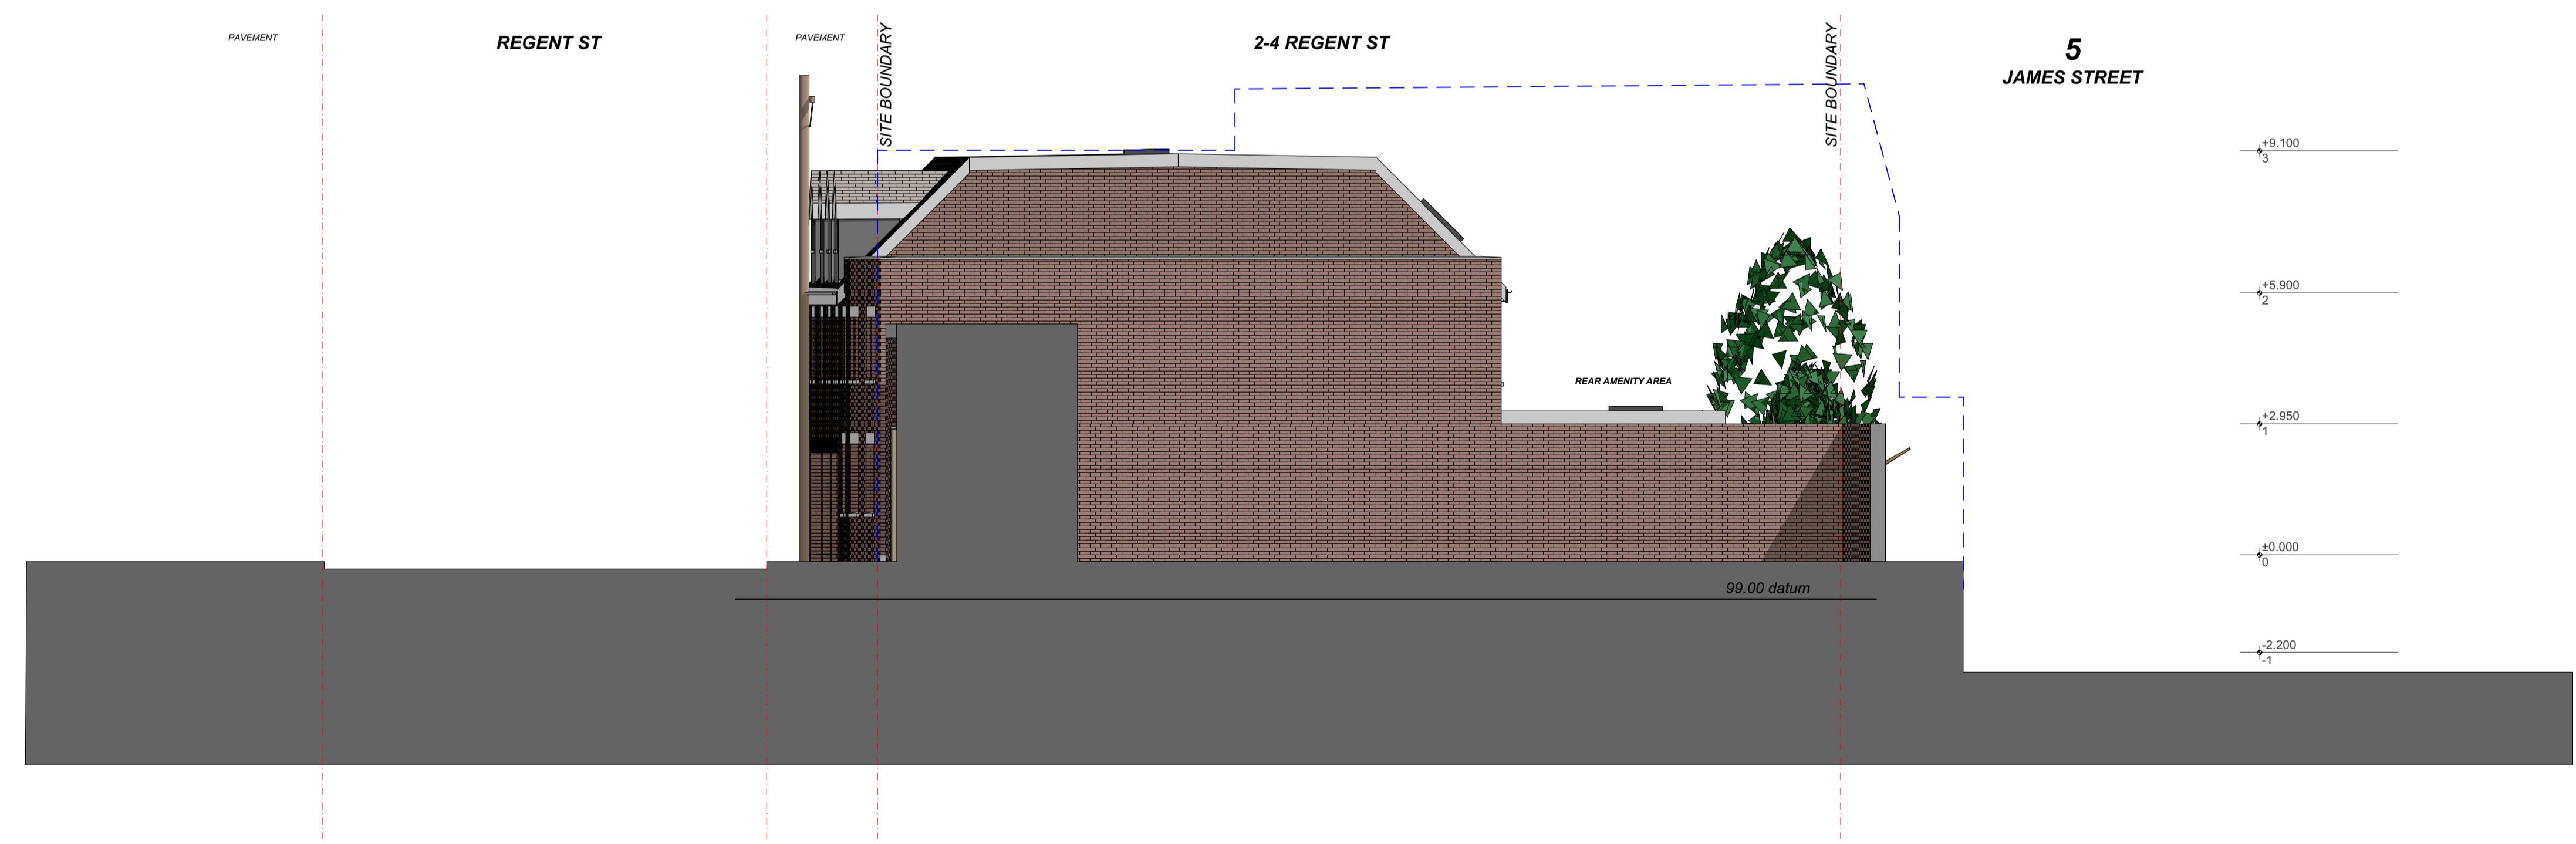 PAVEMENT
REGENT ST
PAVEMENT
SITE BOUNDARY
2-4 REGENT ST
SITE BOUNDARY
5
JAMES STREET
+9.100
3
+5.900
2
REAR AMENITY AREA
+2.950
1
±0.000
0
99.00 datum
-2.200
-1